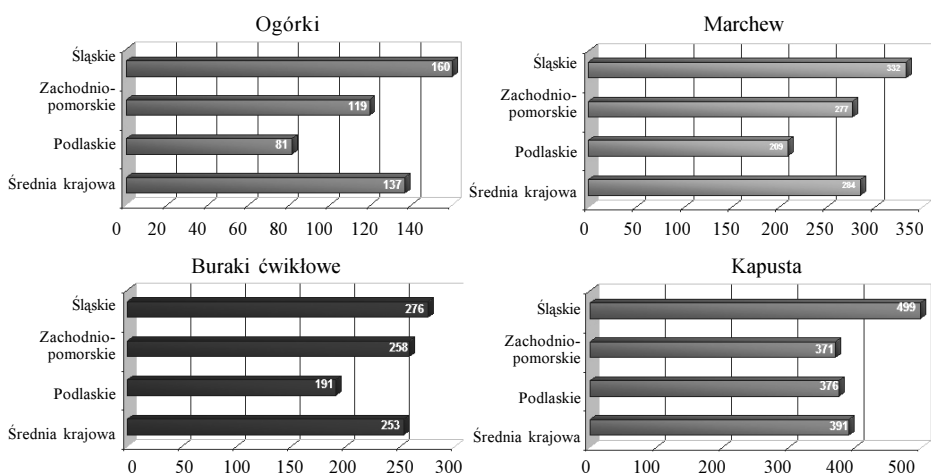 Ogórki
Śląskie
160
Zachodnio-
pomorskie
119
Podlaskie
81
Średnia krajowa
137
0 20 40 60 80 100 120 140
Marchew
Śląskie
332
Zachodnio-
pomorskie
277
Podlaskie
209
Średnia krajowa
284
0 50 100 150 200 250 300 350
Buraki ćwikłowe
Śląskie
276
Zachodnio-
pomorskie
258
Podlaskie
191
Średnia krajowa
253
0 50 100 150 200 250 300
Kapusta
Śląskie
499
Zachodnio-
pomorskie
371
Podlaskie
376
Średnia krajowa
391
0 100 200 300 400 500